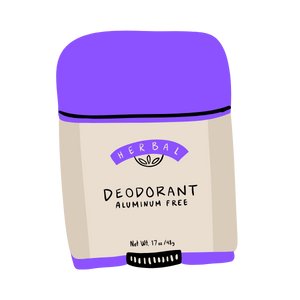 HERBAL
DEODORANT
ALUMINUM FREE
Net Wt. 1.7 oz/48g